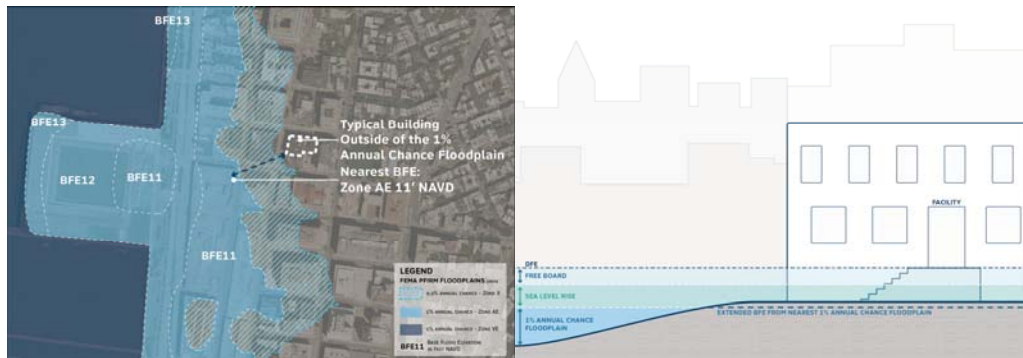 BFE13
BFE13
BFE12
BFE11
BFE11
Typical Building
Outside of the 1%
Annual Chance Floodplain
Nearest BFE:
Zone AE 11' NAVD
LEGEND
FEMA PFIRM FLOODPLAINS
0.2% ANNUAL CHANCE - ZONE X
1% ANNUAL CHANCE - ZONE AE
1% ANNUAL CHANCE - ZONE VE
BFE11 BASE FLOOD ELEVATION
FACILITY
DFE
FREE BOARD
SEA LEVEL RISE
1% ANNUAL CHANCE
FLOODPLAIN
EXTENDED BFE FROM NEAREST 1% ANNUAL CHANCE FLOODPLAIN